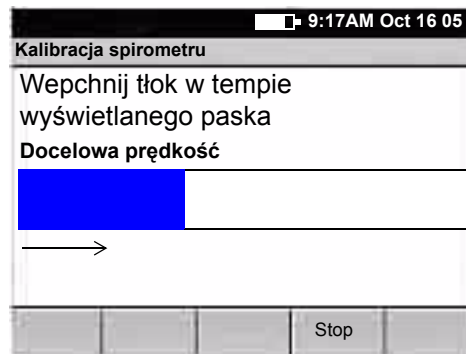 9:17AM Oct 16 05
Kalibracja spirometru
Wepchnij tłok w tempie
wyświetlanego paska
Docelowa prędkość
Stop